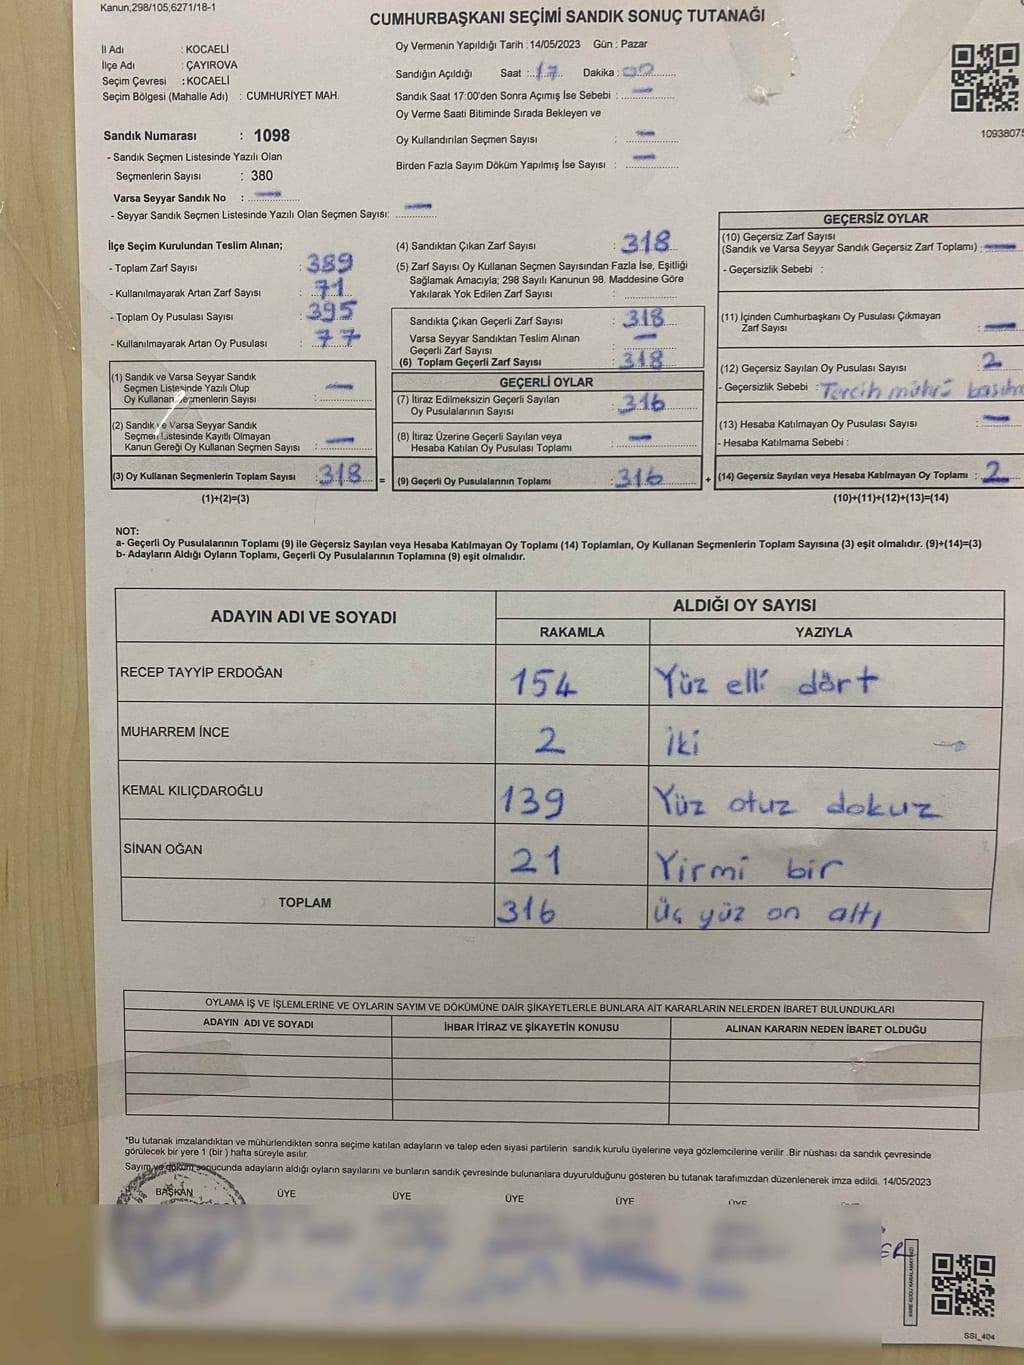 Kanun,298/105,6271/18-1
CUMHURBAŞKANI SEÇİMİ SANDIK SONUÇ TUTANAĞI
İl Adı : KOCAELİ
İlçe Adı : ÇAYIROVA
Seçim Çevresi : KOCAELİ
Seçim Bölgesi (Mahalle Adı) : CUMHURİYET MAH.
Sandık Numarası : 1098
- Sandık Seçmen Listesinde Yazılı Olan
Seçmenlerin Sayısı : 380
Varsa Seyyar Sandık No : —
- Seyyar Sandık Seçmen Listesinde Yazılı Olan Seçmen Sayısı: —
Oy Vermenin Yapıldığı Tarih : 14/05/2023 Gün : Pazar
Sandığın Açıldığı Saat : 17 Dakika : 00
Sandık Saat 17:00'den Sonra Açımış İse Sebebi : —
Oy Verme Saati Bitiminde Sırada Bekleyen ve
Oy Kullandırılan Seçmen Sayısı : —
Birden Fazla Sayım Döküm Yapılmış İse Sayısı : —
10938075
İlçe Seçim Kurulundan Teslim Alınan;
- Toplam Zarf Sayısı : 389
- Kullanılmayarak Artan Zarf Sayısı : 71
- Toplam Oy Pusulası Sayısı : 395
- Kullanılmayarak Artan Oy Pusulası : 77
(1) Sandık ve Varsa Seyyar Sandık
Seçmen Listesinde Yazılı Olup
Oy Kullanan Seçmenlerin Sayısı : —
(2) Sandık ve Varsa Seyyar Sandık
Seçmen Listesinde Kayıtlı Olmayan
Kanun Gereği Oy Kullanan Seçmen Sayısı : —
(3) Oy Kullanan Seçmenlerin Toplam Sayısı : 318 =
(1)+(2)=(3)
(4) Sandıktan Çıkan Zarf Sayısı : 318
(5) Zarf Sayısı Oy Kullanan Seçmen Sayısından Fazla İse, Eşitliği
Sağlamak Amacıyla; 298 Sayılı Kanunun 98. Maddesine Göre
Yakılarak Yok Edilen Zarf Sayısı :
Sandıkta Çıkan Geçerli Zarf Sayısı : 318
Varsa Seyyar Sandıktan Teslim Alınan
Geçerli Zarf Sayısı : —
(6) Toplam Geçerli Zarf Sayısı : 318
GEÇERLİ OYLAR
(7) İtiraz Edilmeksizin Geçerli Sayılan
Oy Pusulalarının Sayısı : 316
(8) İtiraz Üzerine Geçerli Sayılan veya
Hesaba Katılan Oy Pusulası Toplamı : —
(9) Geçerli Oy Pusulalarının Toplamı : 316 +
GEÇERSİZ OYLAR
(10) Geçersiz Zarf Sayısı
(Sandık ve Varsa Seyyar Sandık Geçersiz Zarf Toplamı) : —
- Geçersizlik Sebebi :
(11) İçinden Cumhurbaşkanı Oy Pusulası Çıkmayan
Zarf Sayısı : —
(12) Geçersiz Sayılan Oy Pusulası Sayısı : 2
- Geçersizlik Sebebi : Tercih mührü
(13) Hesaba Katılmayan Oy Pusulası Sayısı : —
- Hesaba Katılmama Sebebi :
(14) Geçersiz Sayılan veya Hesaba Katılmayan Oy Toplamı : 2
(10)+(11)+(12)+(13)=(14)
NOT:
a- Geçerli Oy Pusulalarının Toplamı (9) ile Geçersiz Sayılan veya Hesaba Katılmayan Oy Toplamı (14) Toplamları, Oy Kullanan Seçmenlerin Toplam Sayısına (3) eşit olmalıdır. (9)+(14)=(3)
b- Adayların Aldığı Oyların Toplamı, Geçerli Oy Pusulalarının Toplamına (9) eşit olmalıdır.
ADAYIN ADI VE SOYADI ALDIĞI OY SAYISI
RAKAMLA YAZIYLA
RECEP TAYYİP ERDOĞAN 154 Yüz elli dört
MUHARREM İNCE 2 İki
KEMAL KILIÇDAROĞLU 139 Yüz otuz dokuz
SİNAN OĞAN 21 Yirmi bir
TOPLAM 316 Üç yüz on altı
OYLAMA İŞ VE İŞLEMLERİNE VE OYLARIN SAYIM VE DÖKÜMÜNE DAİR ŞİKAYETLERLE BUNLARA AİT KARARLARIN NELERDEN İBARET BULUNDUKLARI
ADAYIN ADI VE SOYADI İHBAR İTİRAZ VE ŞİKAYETİN KONUSU ALINAN KARARIN NEDEN İBARET OLDUĞU
*Bu tutanak imzalandıktan ve mühürlendikten sonra seçime katılan adayların ve talep eden siyasi partilerin sandık kurulu üyelerine veya gözlemcilerine verilir .Bir nüshası da sandık çevresinde
görülecek bir yere 1 (bir ) hafta süreyle asılır.
Sayım ve döküm sonucunda adayların aldığı oyların sayılarını ve bunların sandık çevresinde bulunanlara duyurulduğunu gösteren bu tutanak tarafımızdan düzenlenerek imza edildi. 14/05/2023
BAŞKAN ÜYE ÜYE ÜYE ÜYE ÜYE
SSI_404